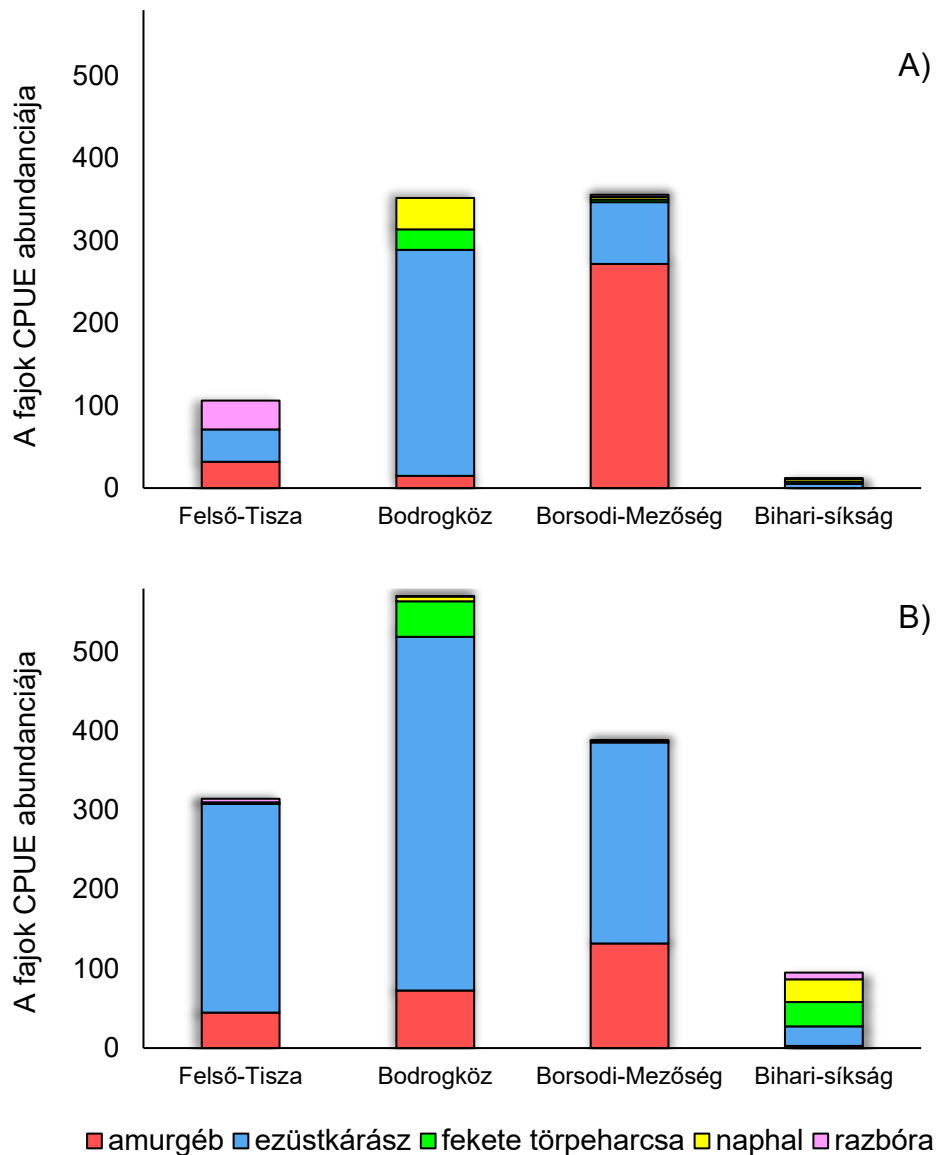 A)
A fajok CPUE abundanciája
500
400
300
200
100
0
Felső-Tisza Bodrogköz Borsodi-Mezőség Bihari-síkság
B)
A fajok CPUE abundanciája
500
400
300
200
100
0
Felső-Tisza Bodrogköz Borsodi-Mezőség Bihari-síkság
amurgéb ezüstkárász fekete törpeharcsa naphal razbóra